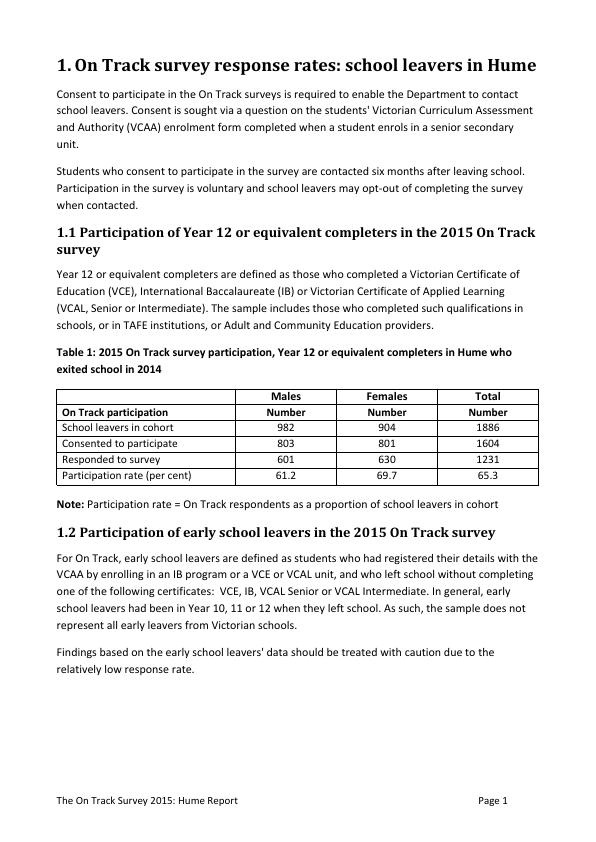 1. On Track survey response rates: school leavers in Hume
Consent to participate in the On Track surveys is required to enable the Department to contact
school leavers. Consent is sought via a question on the students' Victorian Curriculum Assessment
and Authority (VCAA) enrolment form completed when a student enrols in a senior secondary
unit.
Students who consent to participate in the survey are contacted six months after leaving school.
Participation in the survey is voluntary and school leavers may opt-out of completing the survey
when contacted.
1.1 Participation of Year 12 or equivalent completers in the 2015 On Track
survey
Year 12 or equivalent completers are defined as those who completed a Victorian Certificate of
Education (VCE), International Baccalaureate (IB) or Victorian Certificate of Applied Learning
(VCAL, Senior or Intermediate). The sample includes those who completed such qualifications in
schools, or in TAFE institutions, or Adult and Community Education providers.
Table 1: 2015 On Track survey participation, Year 12 or equivalent completers in Hume who
exited school in 2014
Males Females Total
On Track participation Number Number Number
School leavers in cohort 982 904 1886
Consented to participate 803 801 1604
Responded to survey 601 630 1231
Participation rate (per cent) 61.2 69.7 65.3
Note: Participation rate = On Track respondents as a proportion of school leavers in cohort
1.2 Participation of early school leavers in the 2015 On Track survey
For On Track, early school leavers are defined as students who had registered their details with the
VCAA by enrolling in an IB program or a VCE or VCAL unit, and who left school without completing
one of the following certificates:  VCE, IB, VCAL Senior or VCAL Intermediate. In general, early
school leavers had been in Year 10, 11 or 12 when they left school. As such, the sample does not
represent all early leavers from Victorian schools.
Findings based on the early school leavers' data should be treated with caution due to the
relatively low response rate.
The On Track Survey 2015: Hume Report Page 1